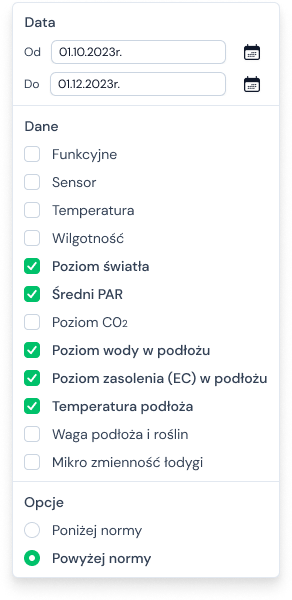 Data
Od 01.10.2023r.
Do 01.12.2023r.
Dane
Funkcyjne
Sensor
Temperatura
Wilgotność
Poziom światła
Średni PAR
Poziom CO2
Poziom wody w podłożu
Poziom zasolenia (EC) w podłożu
Temperatura podłoża
Waga podłoża i roślin
Mikro zmienność łodygi
Opcje
Poniżej normy
Powyżej normy